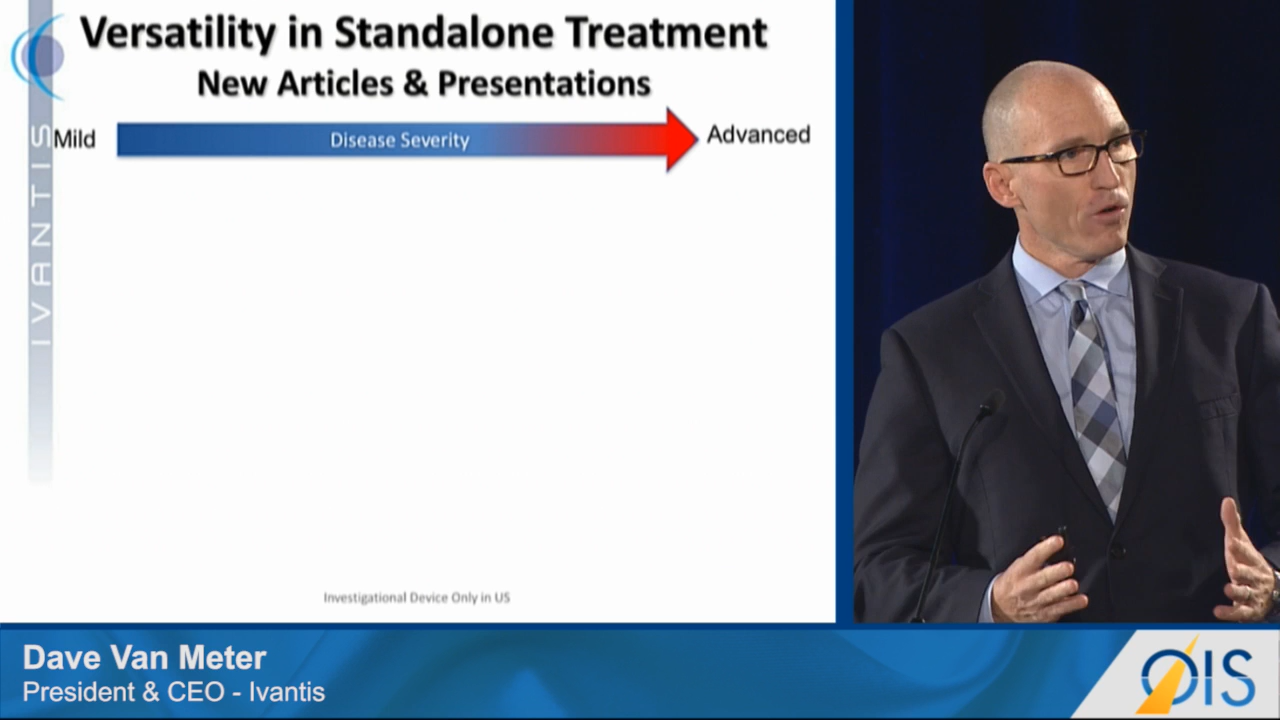 Versatility in Standalone Treatment
New Articles & Presentations
Mild
Disease Severity
Advanced
IVANTIS
Investigational Device Only in US
Dave Van Meter
President & CEO - Ivantis
OIS